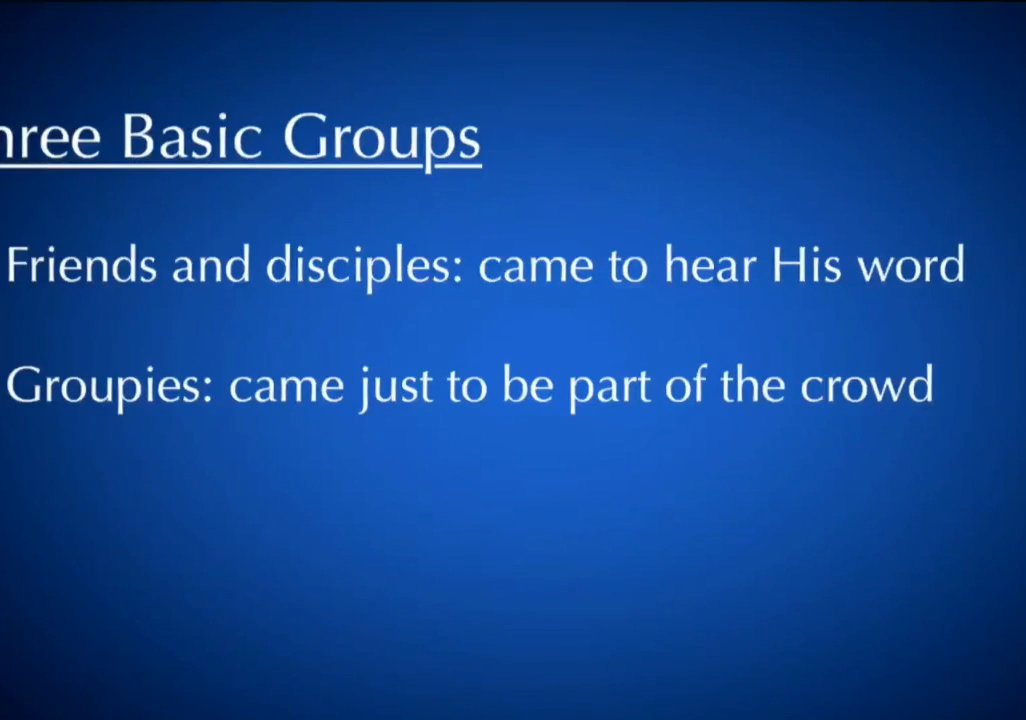 hree Basic Groups
Friends and disciples: came to hear His word
Groupies: came just to be part of the crowd